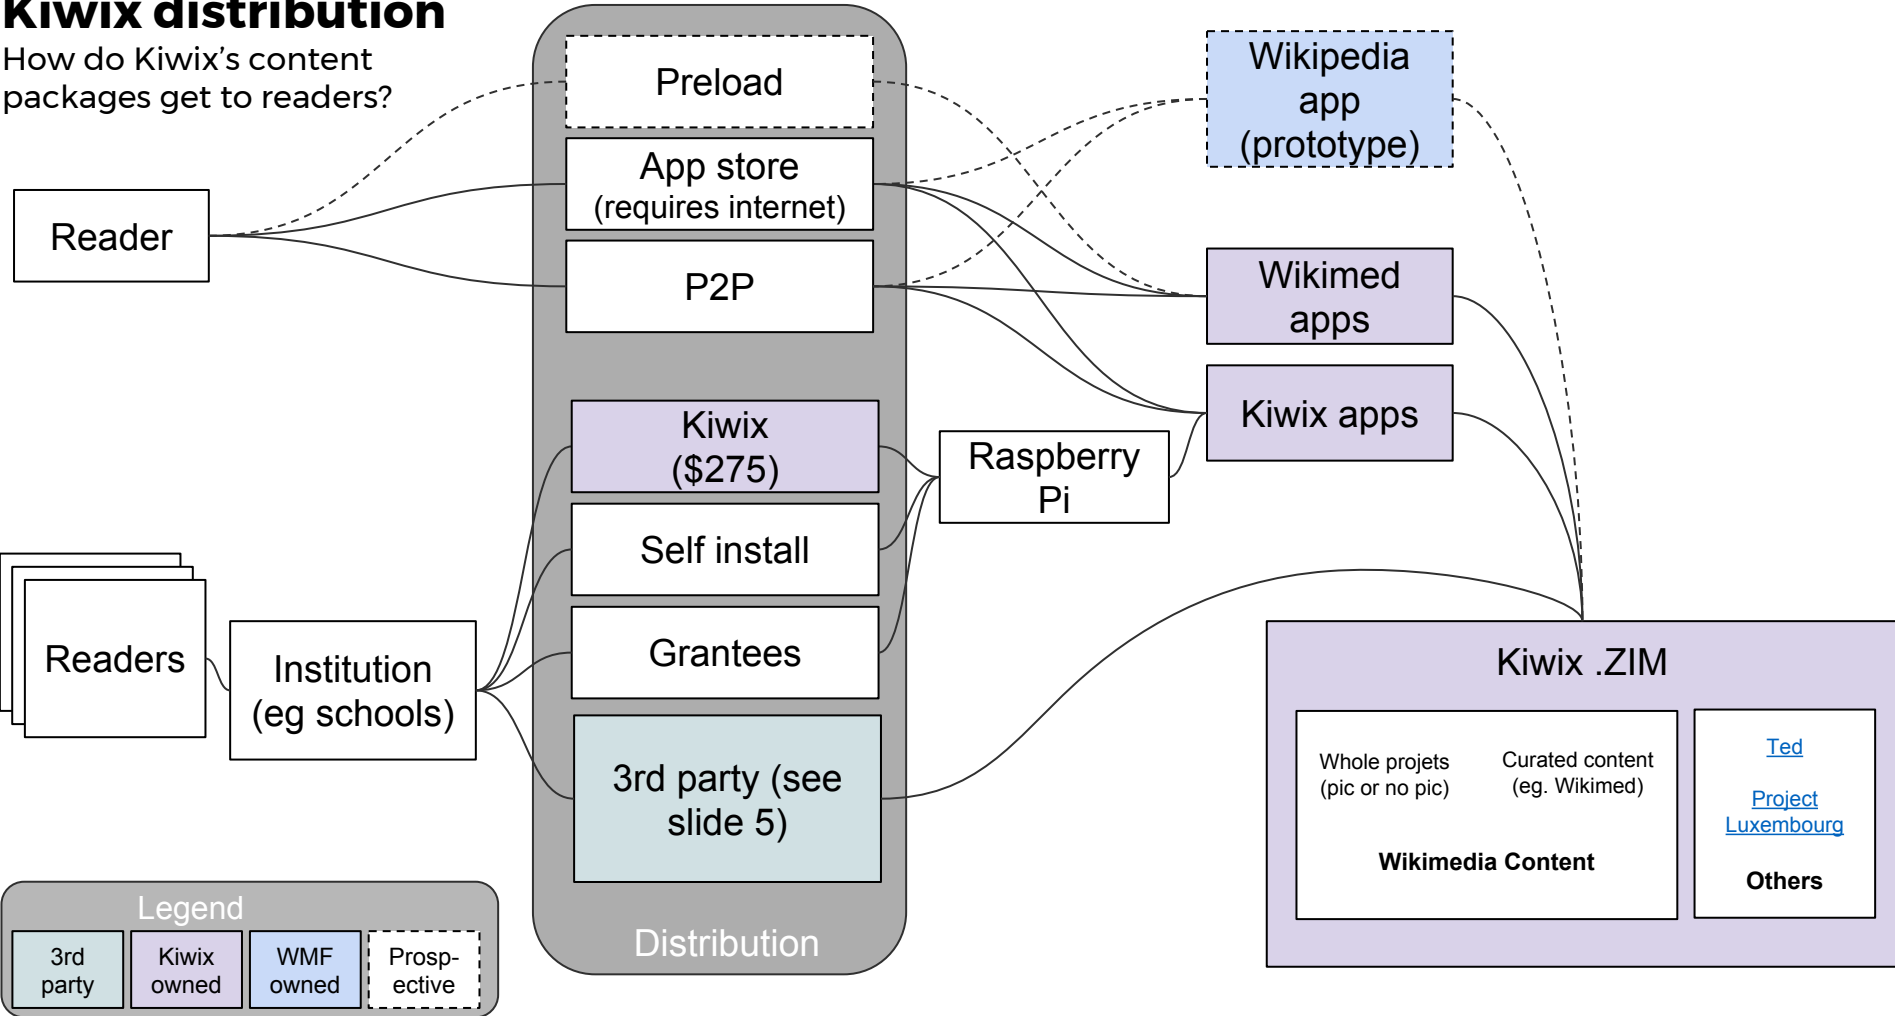 Kiwix distribution
How do Kiwix's content
packages get to readers?
Preload
App store
(requires internet)
P2P
Reader
Wikipedia
app
(prototype)
Wikimed
apps
Kiwix apps
Kiwix
($275)
Self install
Grantees
3rd party (see
slide 5)
Distribution
Raspberry
Pi
Readers
Institution
(eg schools)
Kiwix .ZIM
Whole projets
(pic or no pic)
Curated content
(eg. Wikimed)
Wikimedia Content
Ted
Project
Luxembourg
Others
Legend
3rd
party
Kiwix
owned
WMF
owned
Prosp-
ective